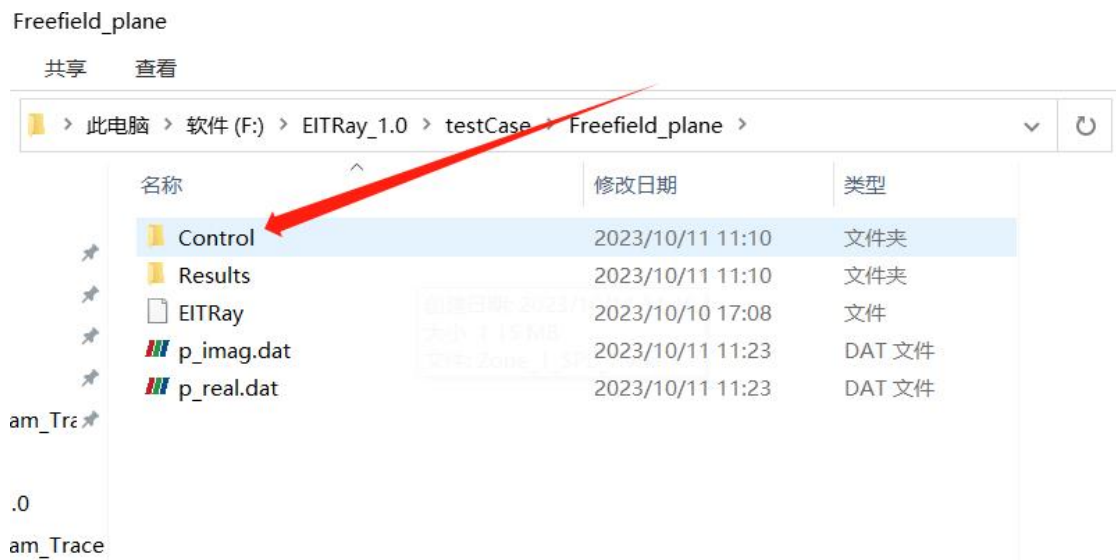 Freefield_plane
共享 查看
此电脑 > 软件 (F:) > EITRay_1.0 > testCase > Freefield_plane >
名称 修改日期 类型
Control 2023/10/11 11:10 文件夹
Results 2023/10/11 11:10 文件夹
EITRay 2023/10/10 17:08 文件
p_imag.dat 2023/10/11 11:23 DAT 文件
p_real.dat 2023/10/11 11:23 DAT 文件
am_Tra
.0
am_Trace